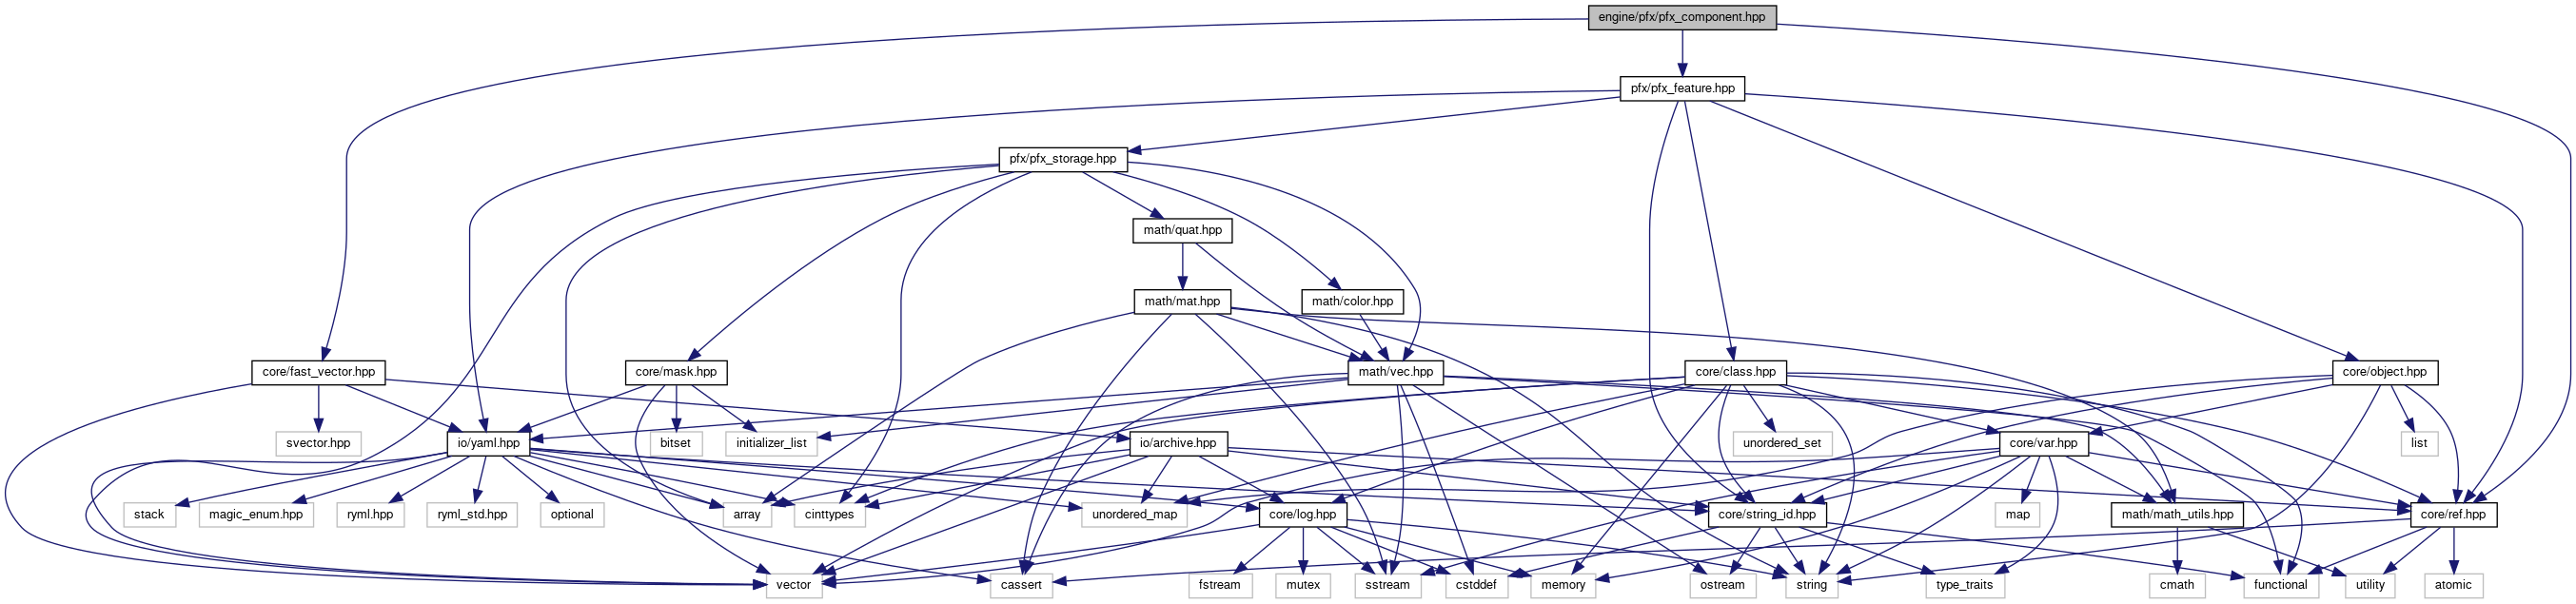 engine/pfx/pfx_component.hpp
pfx/pfx_feature.hpp
pfx/pfx_storage.hpp
math/quat.hpp
math/mat.hpp
math/color.hpp
core/fast_vector.hpp
core/mask.hpp
math/vec.hpp
core/class.hpp
core/object.hpp
svector.hpp
io/yaml.hpp
bitset
initializer_list
io/archive.hpp
unordered_set
core/var.hpp
list
stack
magic_enum.hpp
ryml.hpp
ryml_std.hpp
optional
array
cinttypes
unordered_map
core/log.hpp
core/string_id.hpp
map
math/math_utils.hpp
core/ref.hpp
vector
cassert
fstream
mutex
sstream
cstddef
memory
ostream
string
type_traits
cmath
functional
utility
atomic